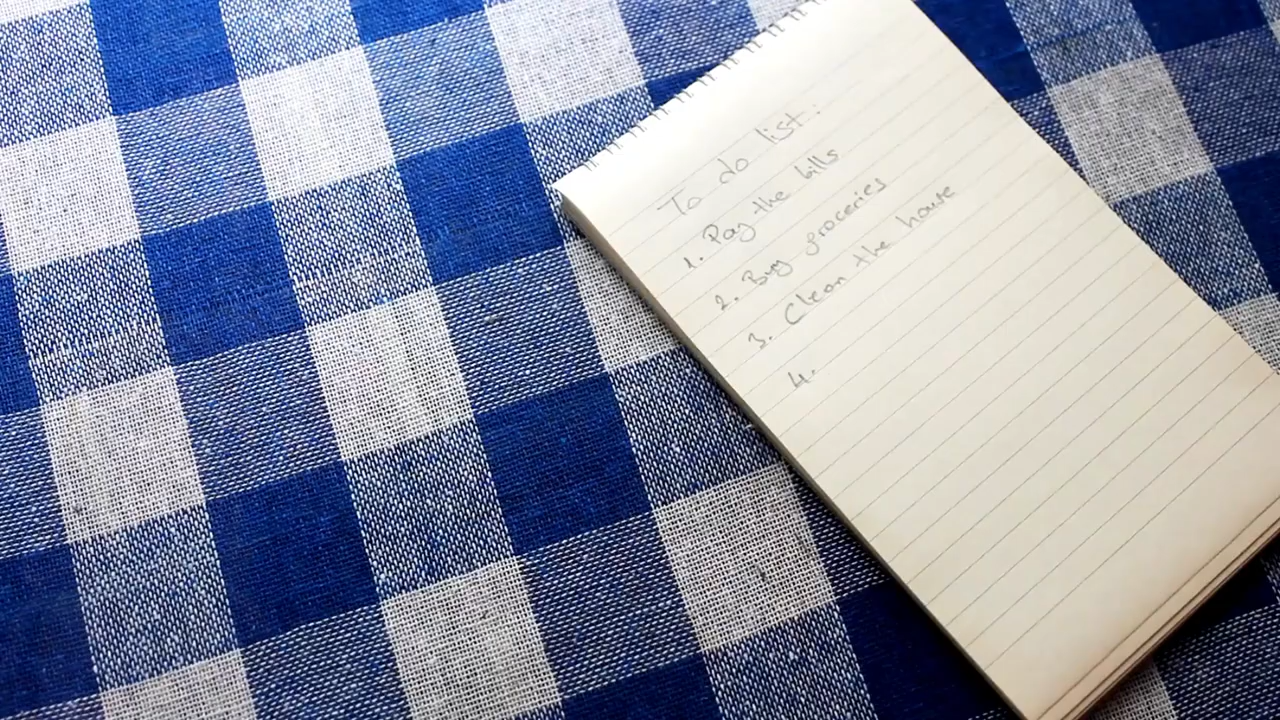 To do list:
1. Pay the bills
2. Buy groceries
3. Clean the house
4.